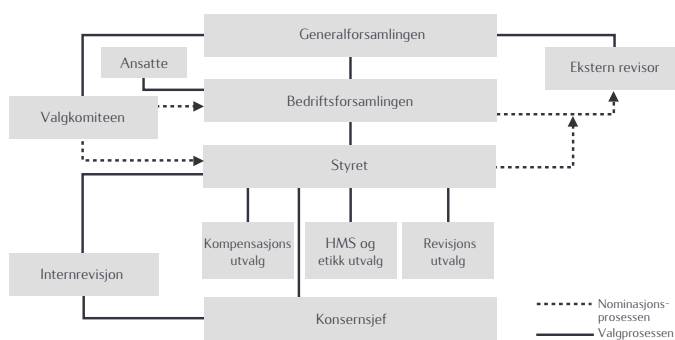 Generalforsamlingen
Ansatte
Ekstern revisor
Bedriftsforsamlingen
Valgkomiteen
Styret
Kompensasjons
utvalg
HMS og
etikk utvalg
Revisjons
utvalg
Internrevisjon
Konsernsjef
Nominasjons-
prosessen
Valgprosessen